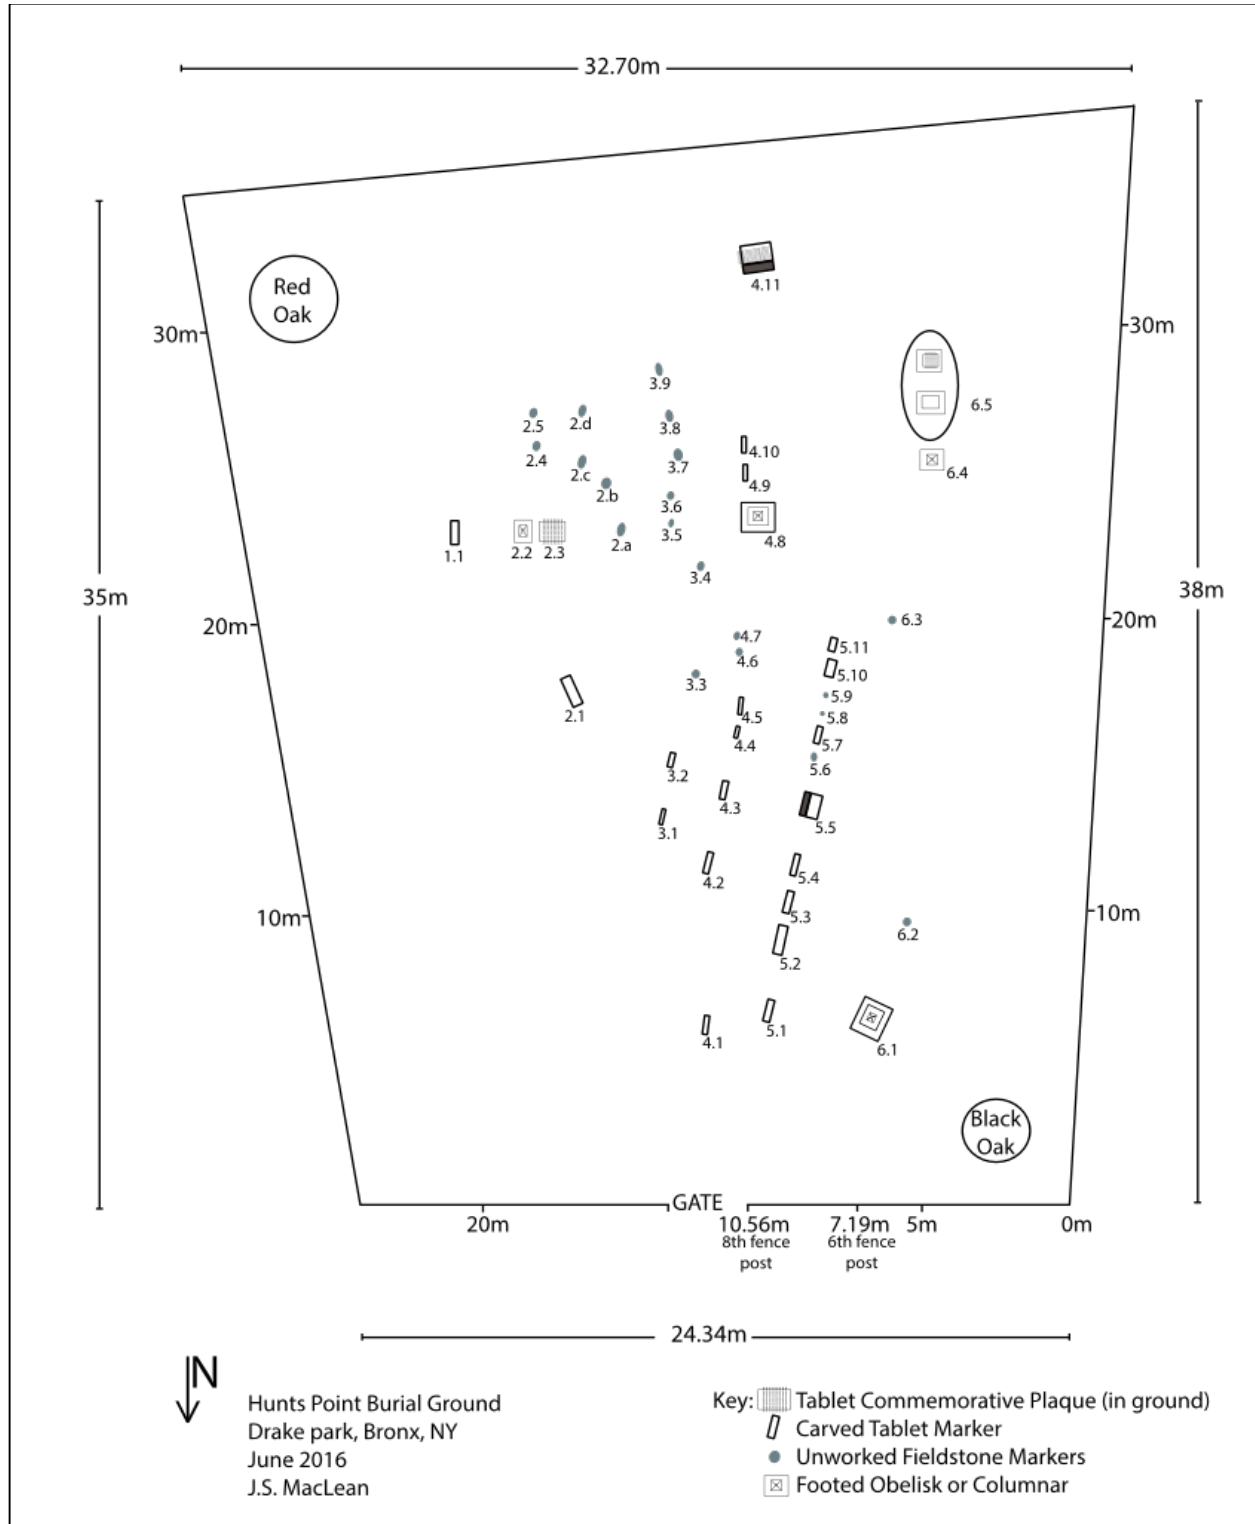 32.70m
4.11
Red
Oak
30m
30m
3.9
6.5
2.5
2.d
3.8
4.10
2.4
2.c
3.7
6.4
2.b
4.9
3.6
1.1
2.2
2.3
2.a
3.5
4.8
3.4
35m
38m
20m
6.3
20m
4.7
5.11
4.6
5.10
3.3
5.9
2.1
4.5
5.8
4.4
5.7
3.2
5.6
4.3
5.5
3.1
4.2
5.4
10m
5.3
10m
6.2
5.2
4.1
5.1
6.1
Black
Oak
GATE
20m
10.56m
8th fence
post
7.19m
6th fence
post
5m
0m
24.34m
N
Hunts Point Burial Ground
Drake park, Bronx, NY
June 2016
J.S. MacLean
Key: Tablet Commemorative Plaque (in ground)
Carved Tablet Marker
Unworked Fieldstone Markers
Footed Obelisk or Columnar